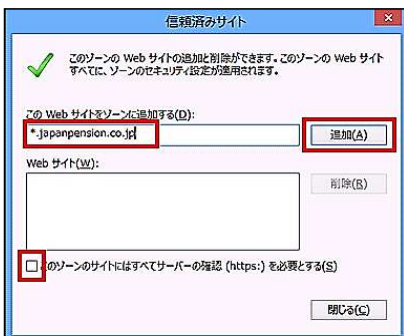 信頼済みサイト
このゾーンの Web サイトの追加と削除ができます。このゾーンの Web サイト
すべてに、ゾーンのセキュリティ設定が適用されます。
この Web サイトをゾーンに追加する(D):
*.japanpension.co.jp
追加(A)
Web サイト(W):
削除(R)
このゾーンのサイトにはすべてサーバーの確認 (https:) を必要とする(S)
閉じる(C)